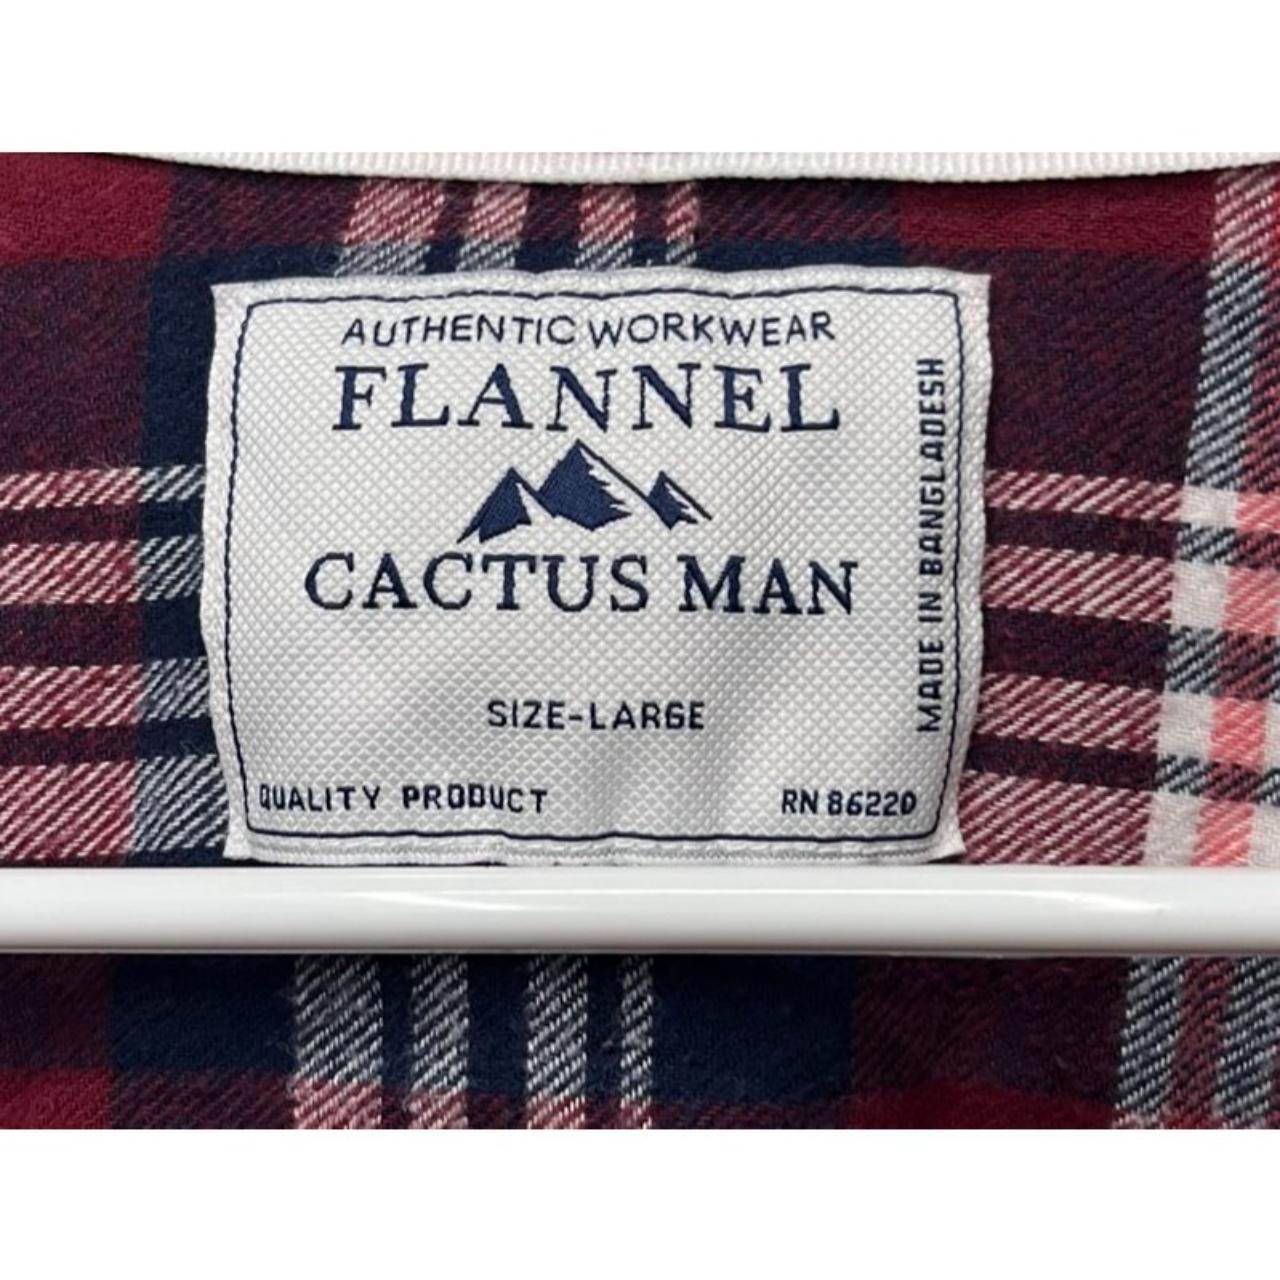 AUTHENTIC WORKWEAR
FLANNEL
CACTUS MAN
SIZE-LARGE
QUALITY PRODUCT
RN 86220
MADE IN BANGLADESH